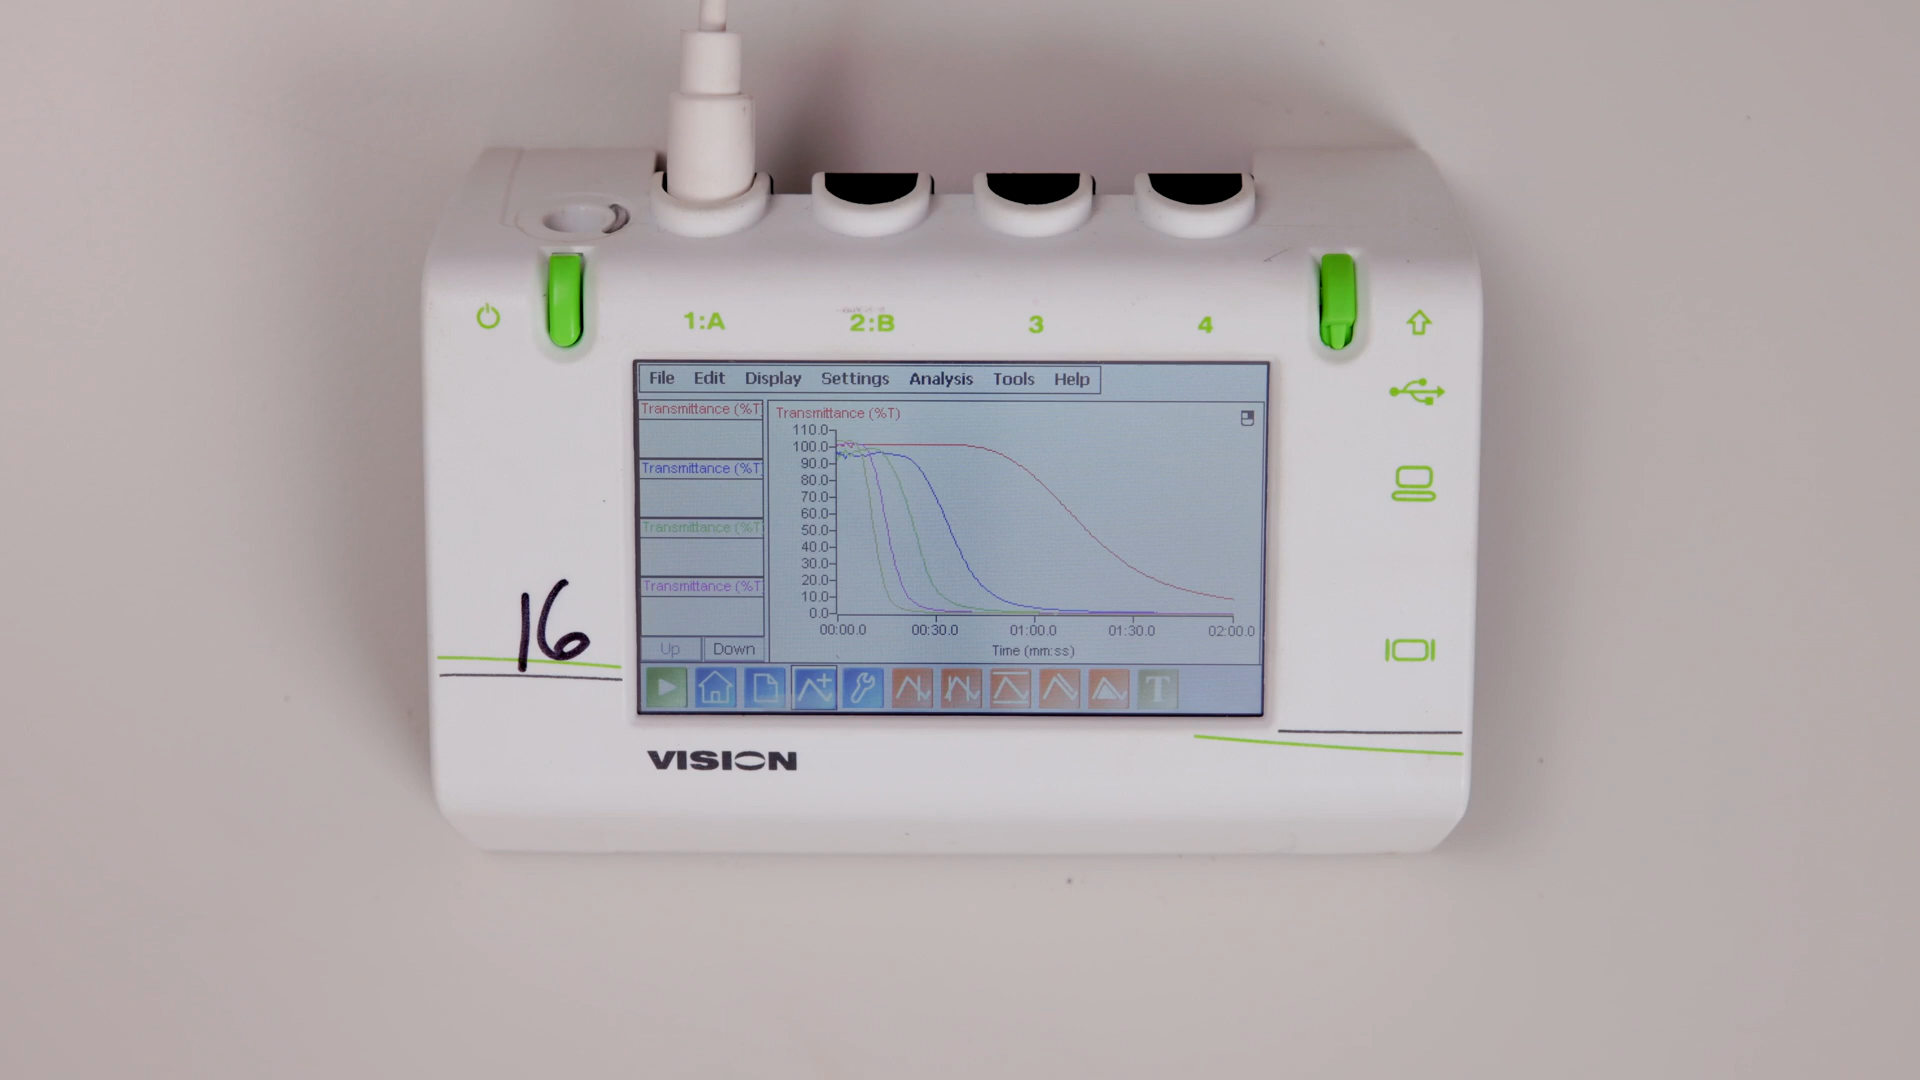 1:A 2:B 3 4
File Edit Display Settings Analysis Tools Help
Transmittance (%T)
Transmittance (%T
Transmittance (%T
Transmittance (%T
Transmittance (%T
110.0
100.0
90.0
80.0
70.0
60.0
50.0
40.0
30.0
20.0
10.0
0.0
00:00.0 00:30.0 01:00.0 01:30.0 02:00.0
Time (mm:ss)
Up Down
T
16
VISION